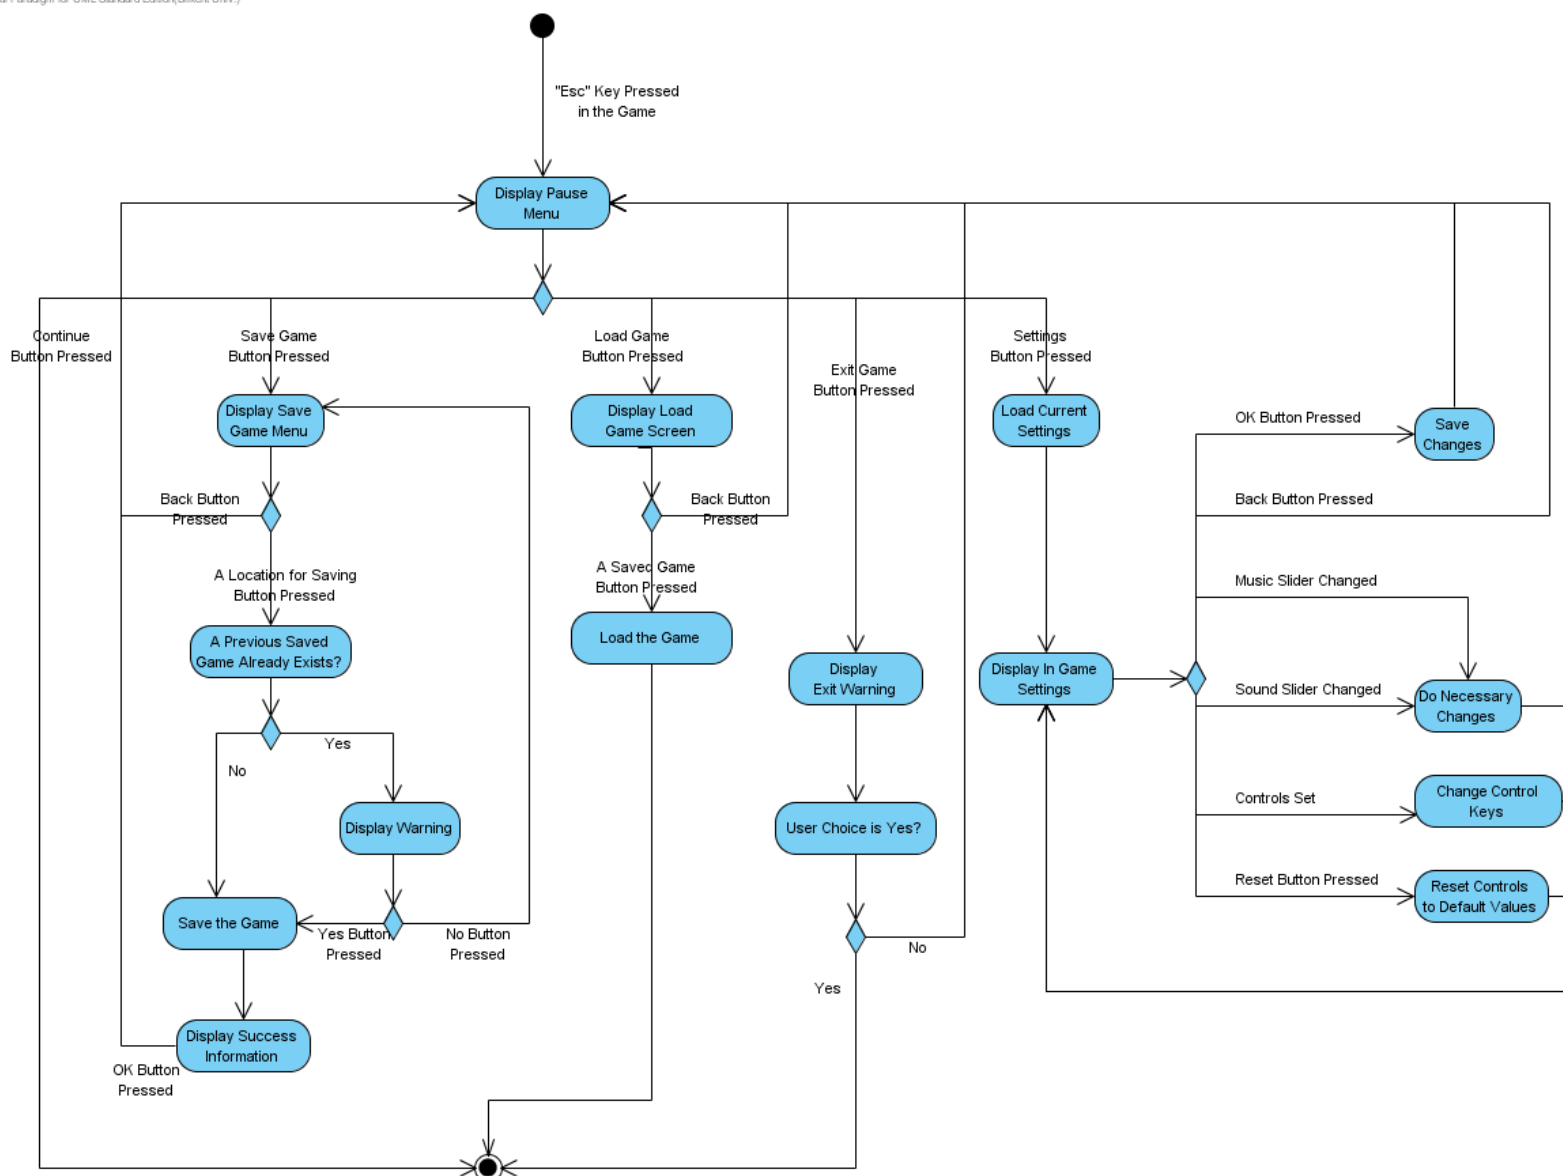 "Esc" Key Pressed
in the Game
Display Pause
Menu
Continue
Button Pressed
Save Game
Button Pressed
Load Game
Button Pressed
Exit Game
Button Pressed
Settings
Button Pressed
Display Save
Game Menu
Display Load
Game Screen
Load Current
Settings
OK Button Pressed
Save
Changes
Back Button
Pressed
Back Button
Pressed
Back Button Pressed
A Location for Saving
Button Pressed
A Saved Game
Button Pressed
Music Slider Changed
A Previous Saved
Game Already Exists?
Load the Game
Display
Exit Warning
Display In Game
Settings
Sound Slider Changed
Do Necessary
Changes
No
Yes
Display Warning
User Choice is Yes?
Controls Set
Change Control
Keys
Reset Button Pressed
Reset Controls
to Default Values
Save the Game
Yes Button
Pressed
No Button
Pressed
No
Yes
Display Success
Information
OK Button
Pressed